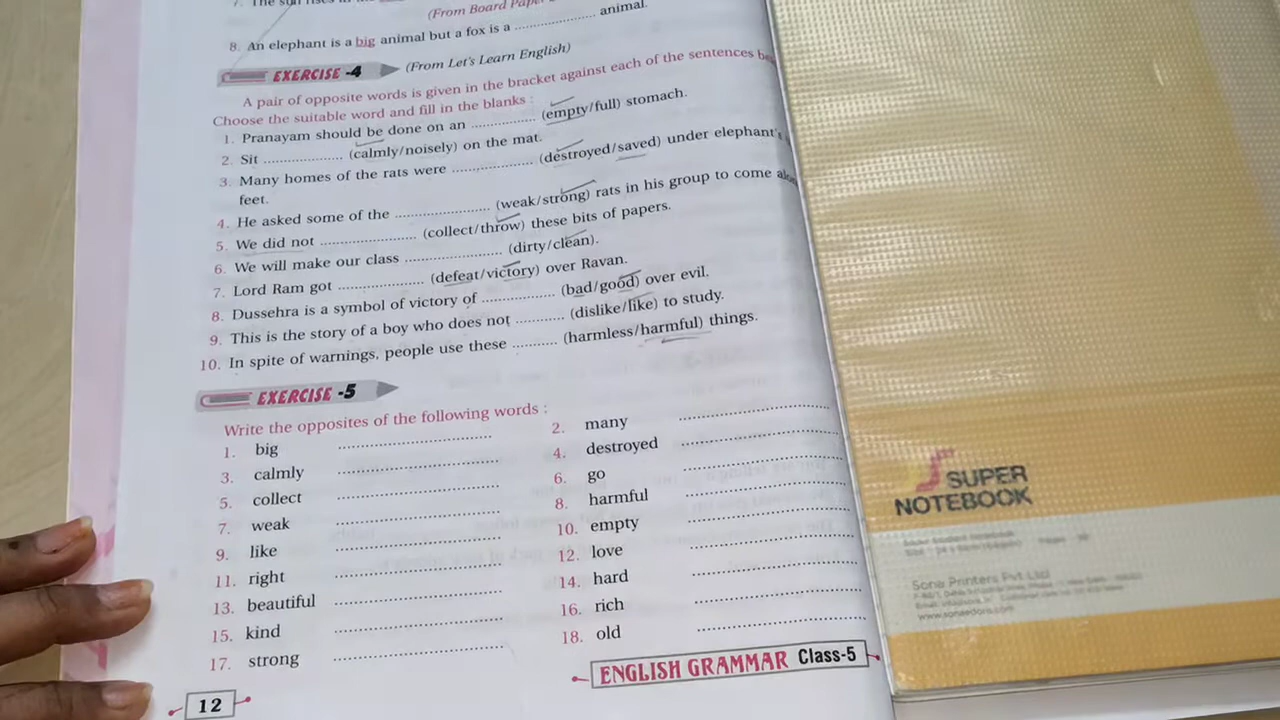 7. The sun rises in the
(From Board Paper
8. An elephant is a big animal but a fox is a .................... animal.
EXERCISE -4 (From Let's Learn English)
A pair of opposite words is given in the bracket against each of the sentences
Choose the suitable word and fill in the blanks :
1. Pranayam should be done on an ................ (empty/full) stomach.
2. Sit .................... (calmly/noisely) on the mat.
3. Many homes of the rats were .................... (destroyed/saved) under elephant's
feet.
4. He asked some of the ........................ (weak/strong) rats in his group to come
5. We did not ........................ (collect/throw) these bits of papers.
6. We will make our class ........................ (dirty/clean).
7. Lord Ram got ...................... (defeat/victory) over Ravan.
8. Dussehra is a symbol of victory of .................. (bad/good) over evil.
9. This is the story of a boy who does not ............ (dislike/like) to study.
10. In spite of warnings, people use these ........... (harmless/harmful) things.
EXERCISE -5
Write the opposites of the following words :
1. big ........................................ 2. many ........................................
3. calmly ........................................ 4. destroyed ........................................
5. collect ........................................ 6. go ........................................
7. weak ........................................ 8. harmful ........................................
9. like ........................................ 10. empty ........................................
11. right ........................................ 12. love ........................................
13. beautiful ........................................ 14. hard ........................................
15. kind ........................................ 16. rich ........................................
17. strong ........................................ 18. old ........................................
12
ENGLISH GRAMMAR Class-5
SUPER
NOTEBOOK
Sona Printers Pvt Ltd